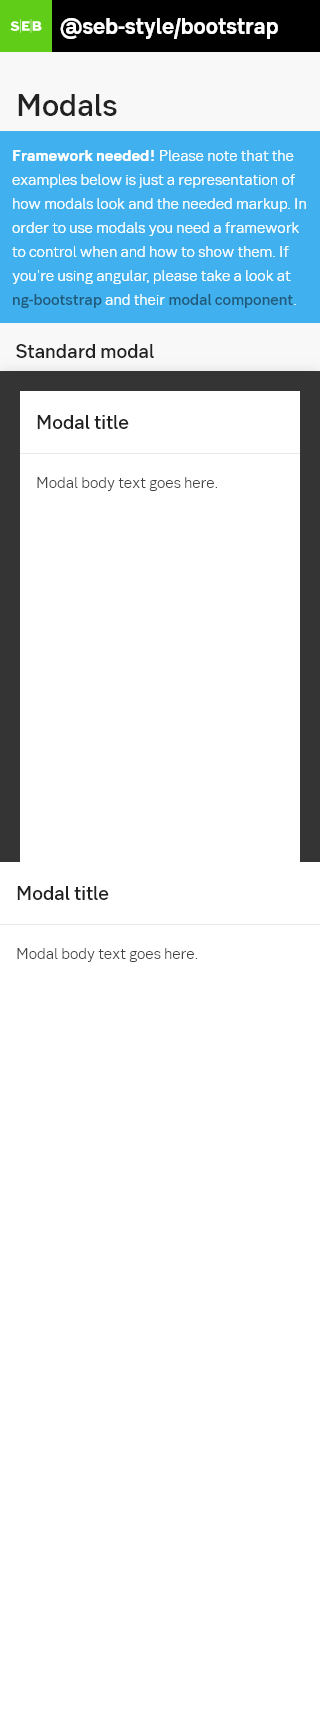 SEB @seb-style/bootstrap
Modals
Framework needed! Please note that the
examples below is just a representation of
how modals look and the needed markup. In
order to use modals you need a framework
to control when and how to show them. If
you're using angular, please take a look at
ng-bootstrap and their modal component.
Standard modal
Modal title
Modal body text goes here.
Modal title
Modal body text goes here.